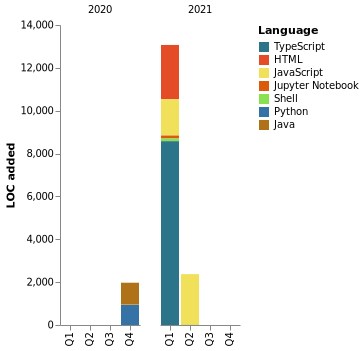 2020 2021
14,000
12,000
10,000
8,000
6,000
4,000
2,000
0
LOC added
Q1 Q2 Q3 Q4 Q1 Q2 Q3 Q4
Language
TypeScript
HTML
JavaScript
Jupyter Notebook
Shell
Python
Java